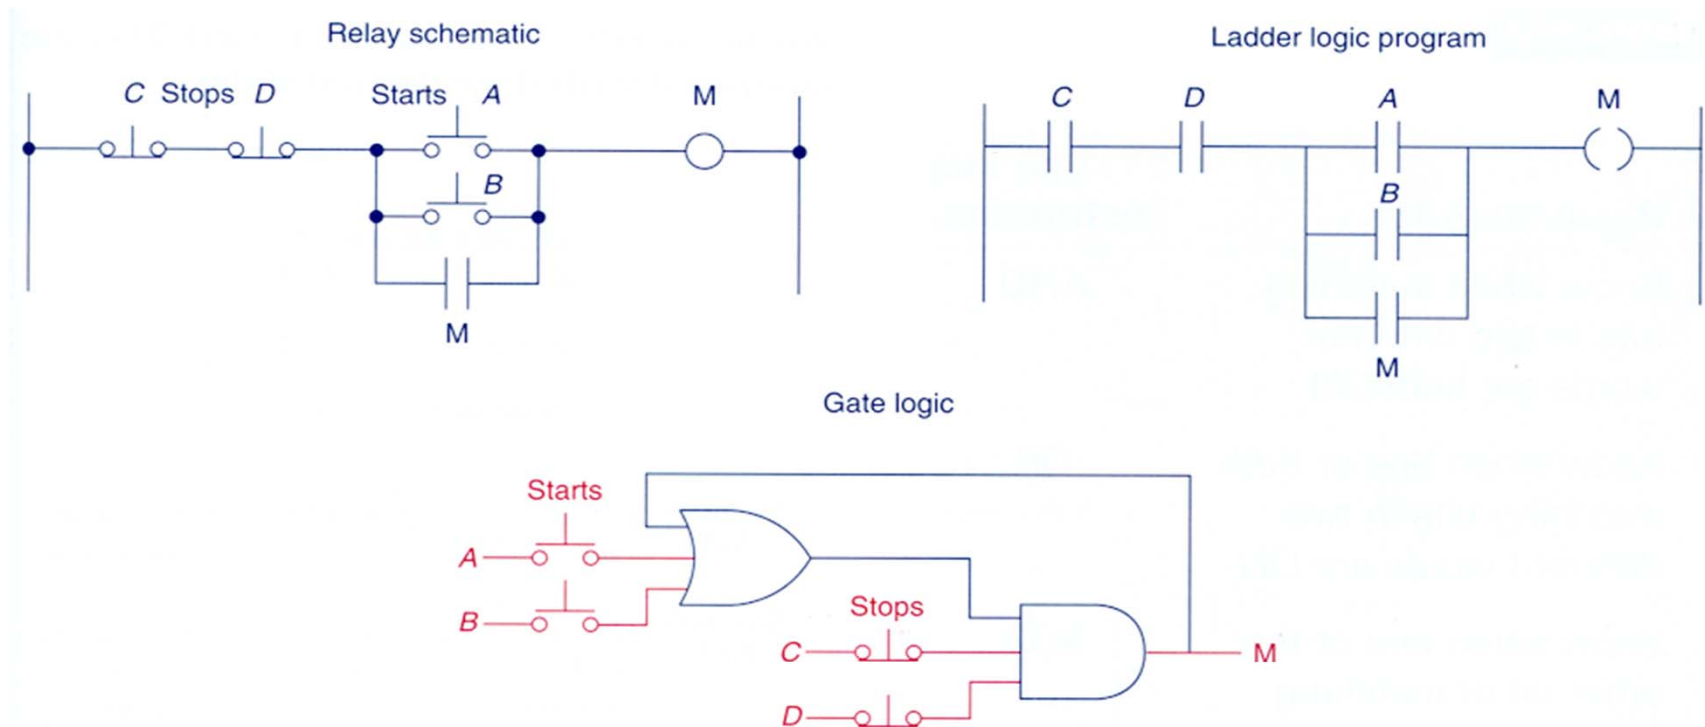 Relay schematic
C Stops D Starts A M
B
M
Ladder logic program
C D A M
B
M
Gate logic
Starts
A
B
Stops
C
M
D